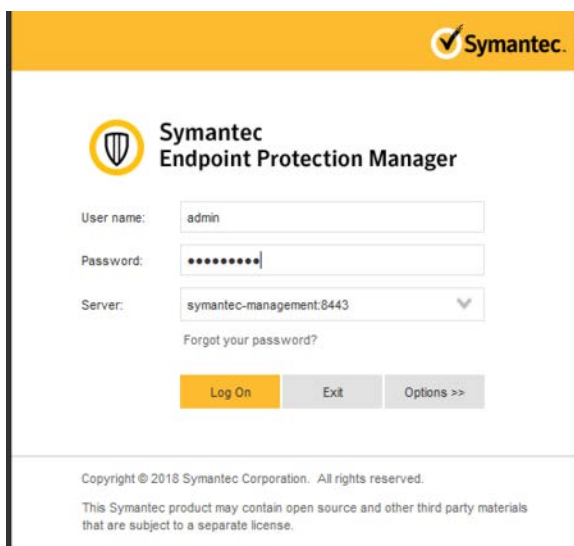 Symantec.
Symantec
Endpoint Protection Manager
User name: admin
Password: •••••••••
Server: symantec-management:8443
Forgot your password?
Log On Exit Options >>
Copyright © 2018 Symantec Corporation. All rights reserved.
This Symantec product may contain open source and other third party materials
that are subject to a separate license.